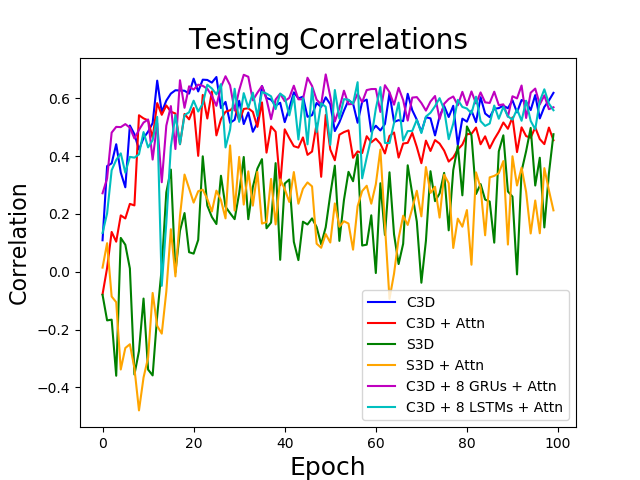 Testing Correlations
Correlation
0.6
0.4
0.2
0.0
−0.2
−0.4
C3D
C3D + Attn
S3D
S3D + Attn
C3D + 8 GRUs + Attn
C3D + 8 LSTMs + Attn
0 20 40 60 80 100
Epoch